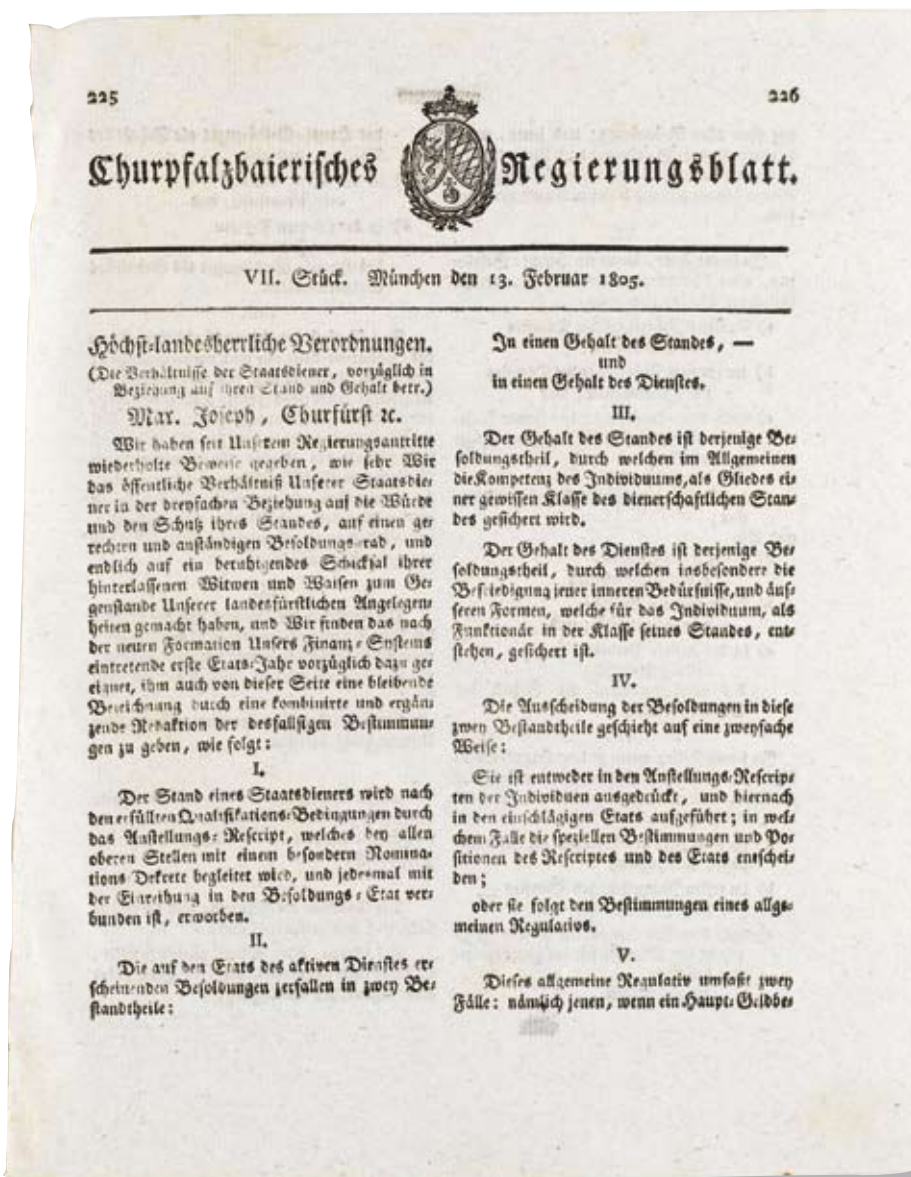 225
226
Churpfalzbaierisches Regierungsblatt.
VII. Stück. München den 13. Februar 1805.
Höchst-landesherrliche Verordnungen.
(Die Verhältnisse der Staatsdiener, vorzüglich in
Beziehung auf ihren Stand und Gehalt betr.)
Max. Joseph, Churfürst ꝛc.
Wir haben seit Unserem Regierungsantritte
wiederholte Beweise gegeben, wie sehr Wir
das öffentliche Verhältniß Unserer Staatsdie-
ner in der dreyfachen Beziehung auf die Würde
und den Schutz ihres Standes, auf einen ge-
rechten und anständigen Besoldungs-rad, und
endlich auf ein beruhigendes Schicksal ihrer
hinterlassenen Witwen und Waisen zum Ge-
genstande Unserer landesfürstlichen Angelegen-
heiten gemacht haben, und Wir finden das nach
der neuen Formation Unsers Finanz-Systems
eintretende erste Etats-Jahr vorzüglich dazu ge-
eignet, ihm auch von dieser Seite eine bleibende
Bezeichnung durch eine kombinirte und ergän-
zende Redaktion der desfallsigen Bestimmun-
gen zu geben, wie folgt:
I.
Der Stand eines Staatsdieners wird nach
den erfüllten Qualifikations-Bedingungen durch
das Anstellungs-Rescript, welches bey allen
oberen Stellen mit einem besondern Nomina-
tions-Dekrete begleitet wird, und jedesmal mit
der Einreihung in den Besoldungs-Etat ver-
bunden ist, erworben.
II.
Die auf den Etats des aktiven Dienstes er-
scheinenden Besoldungen zerfallen in zwey Be-
standtheile:
In einen Gehalt des Standes, —
und
in einen Gehalt des Dienstes.
III.
Der Gehalt des Standes ist derjenige Be-
soldungstheil, durch welchen im Allgemeinen
die Kompetenz des Individuums, als Gliedes ei-
ner gewissen Klasse des dienerschaftlichen Stan-
des gesichert wird.
Der Gehalt des Dienstes ist derjenige Be-
soldungstheil, durch welchen insbesondere die
Befriedigung jener inneren Bedürfnisse, und äus-
seren Formen, welche für das Individuum, als
Funktionär in der Klasse seines Standes, ent-
stehen, gesichert ist.
IV.
Die Ausscheidung der Besoldungen in diese
zwey Bestandtheile geschieht auf eine zweyfache
Weise:
Sie ist entweder in den Anstellungs-Rescrip-
ten der Individuen ausgedrückt, und hiernach
in den einschlägigen Etats aufgeführt; in wel-
chem Falle die speziellen Bestimmungen und Po-
sitionen des Rescriptes und des Etats entschei-
den;
oder sie folgt den Bestimmungen eines allge-
meinen Regulativs.
V.
Dieses allgemeine Regulativ umfaßt zwey
Fälle: nämlich jenen, wenn ein Haupt-Geldbe-